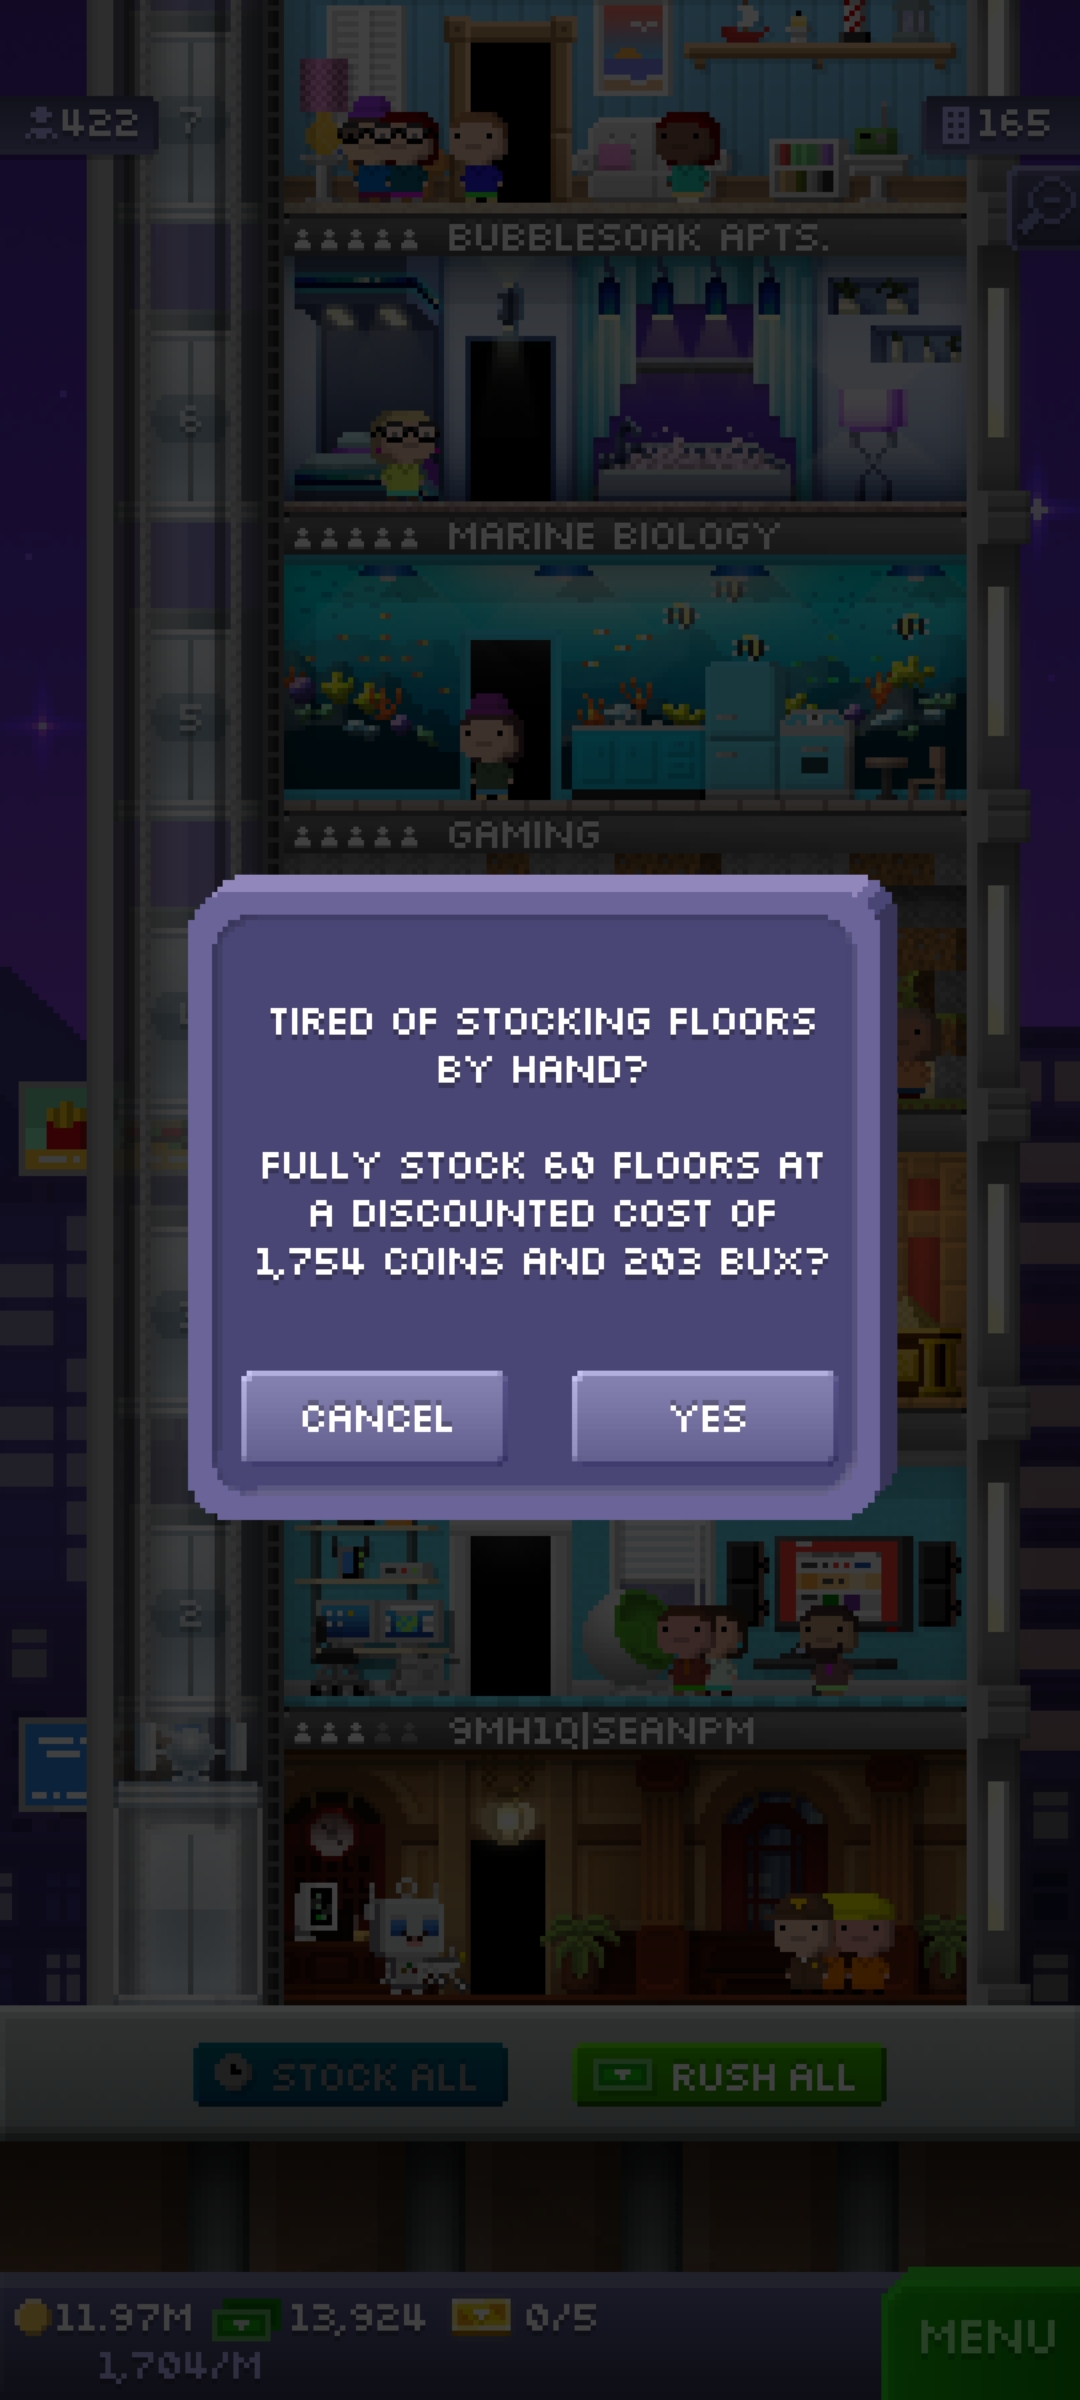 422
7
165
BUBBLESOAK APTS.
6
MARINE BIOLOGY
5
GAMING
TIRED OF STOCKING FLOORS
BY HAND?
FULLY STOCK 60 FLOORS AT
A DISCOUNTED COST OF
1,754 COINS AND 203 BUX?
CANCEL
YES
2
9MH1Q|SEANPM
STOCK ALL
RUSH ALL
11.97M
13,924
0/5
1,704/M
MENU